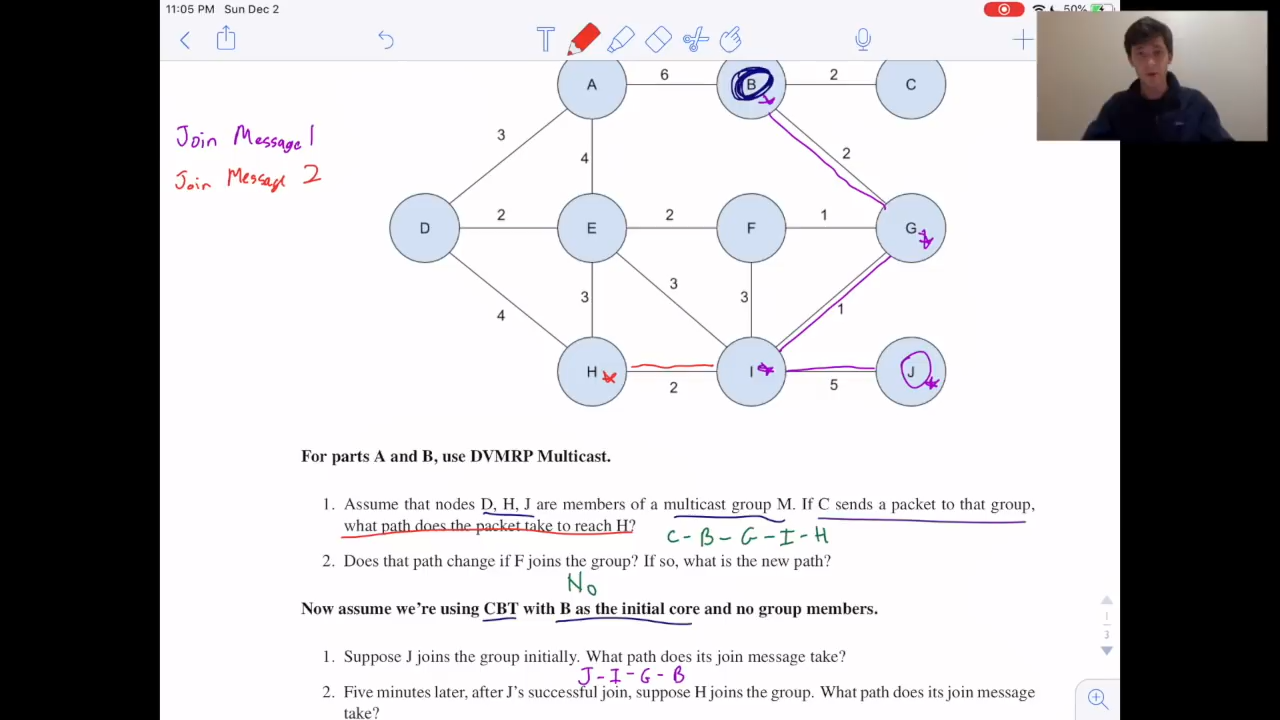 11:05 PM Sun Dec 2
50%
T
A 6 B 2 C
Join Message 1
3
4
2
Join Message 2
D 2 E 2 F 1 G
3
3
3
1
4
H 2 I 5 J
For parts A and B, use DVMRP Multicast.
1. Assume that nodes D, H, J are members of a multicast group M. If C sends a packet to that group,
what path does the packet take to reach H?
C - B - G - I - H
2. Does that path change if F joins the group? If so, what is the new path?
No
Now assume we're using CBT with B as the initial core and no group members.
1. Suppose J joins the group initially. What path does its join message take?
J - I - G - B
2. Five minutes later, after J's successful join, suppose H joins the group. What path does its join message
take?
1
3